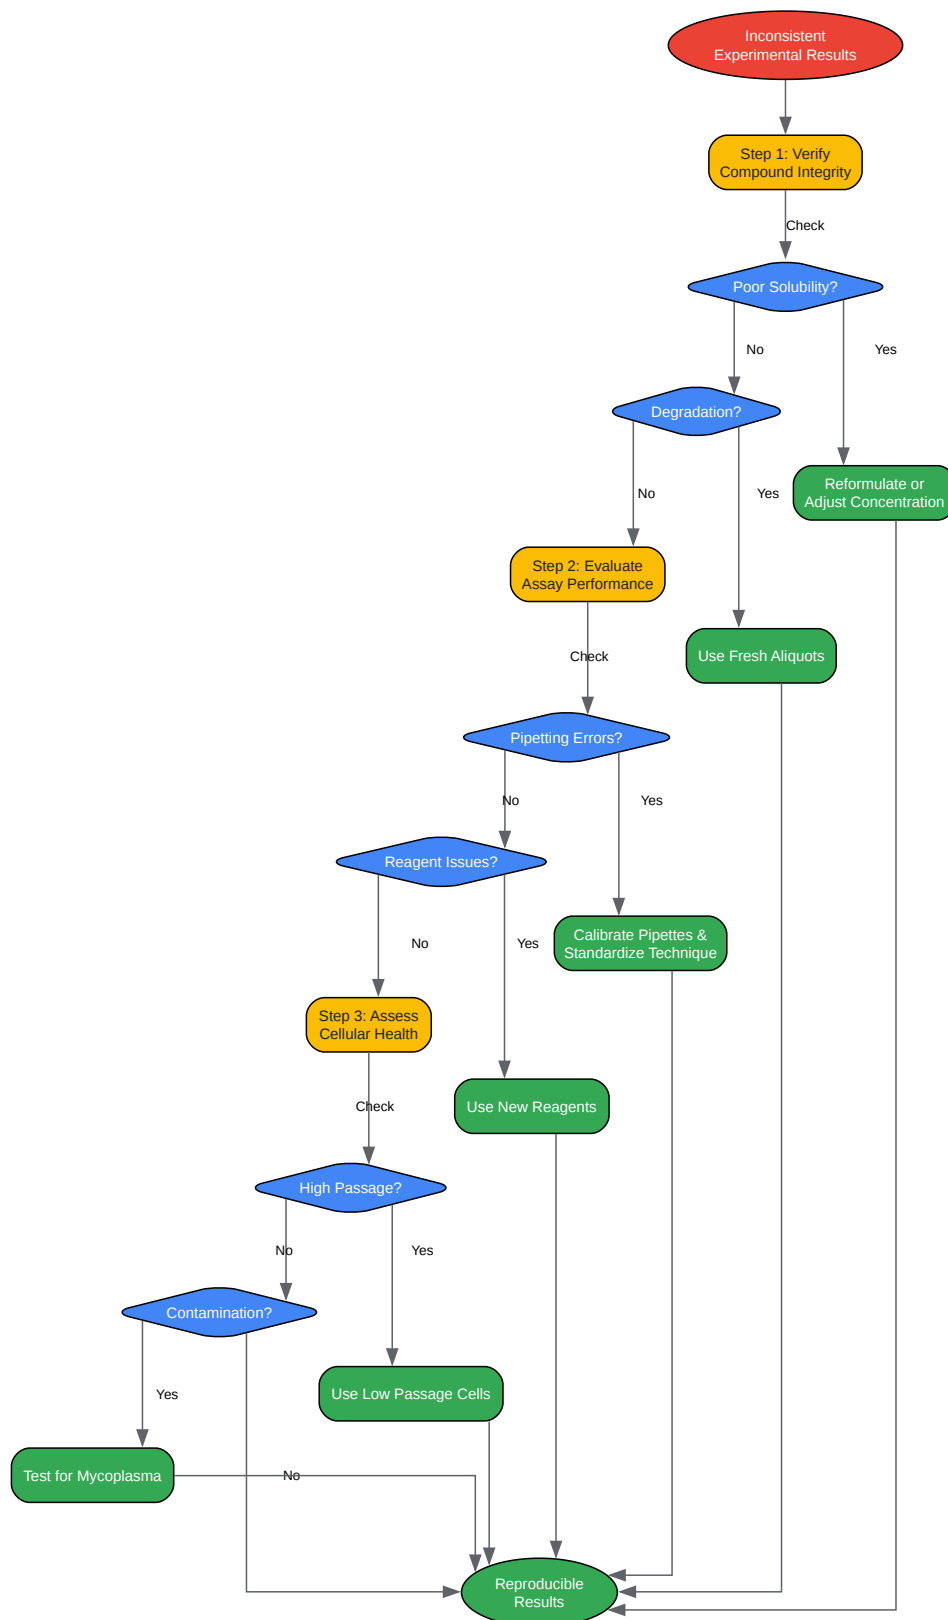 Inconsistent
Experimental Results
Step 1: Verify
Compound Integrity
Check
Poor Solubility?
No
Yes
Degradation?
No
Yes
Reformulate or
Adjust Concentration
Step 2: Evaluate
Assay Performance
Check
Use Fresh Aliquots
Pipetting Errors?
No
Yes
Reagent Issues?
No
Yes
Calibrate Pipettes &
Standardize Technique
Step 3: Assess
Cellular Health
Check
Use New Reagents
High Passage?
No
Yes
Contamination?
Yes
Use Low Passage Cells
Test for Mycoplasma
No
Reproducible
Results